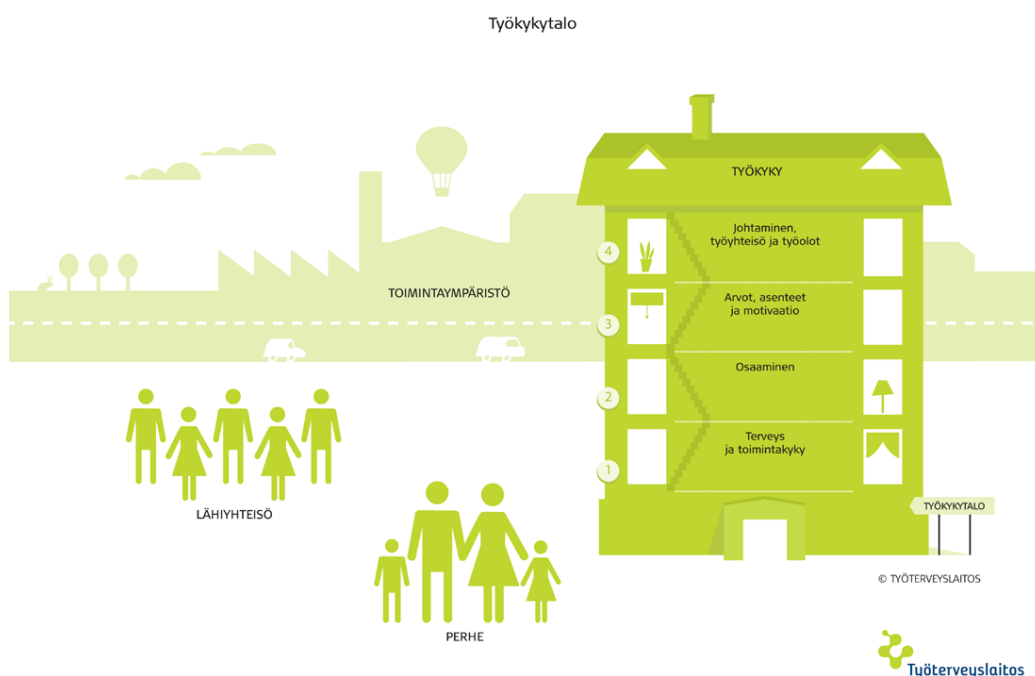 Työkykytalo
TYÖKYKY
4
Johtaminen,
työyhteisö ja työolot
TOIMINTAYMPÄRISTÖ
3
Arvot, asenteet
ja motivaatio
2
Osaaminen
1
Terveys
ja toimintakyky
LÄHIYHTEISÖ
PERHE
TYÖKYKYTALO
© TYÖTERVEYSLAITOS
Työterveyslaitos